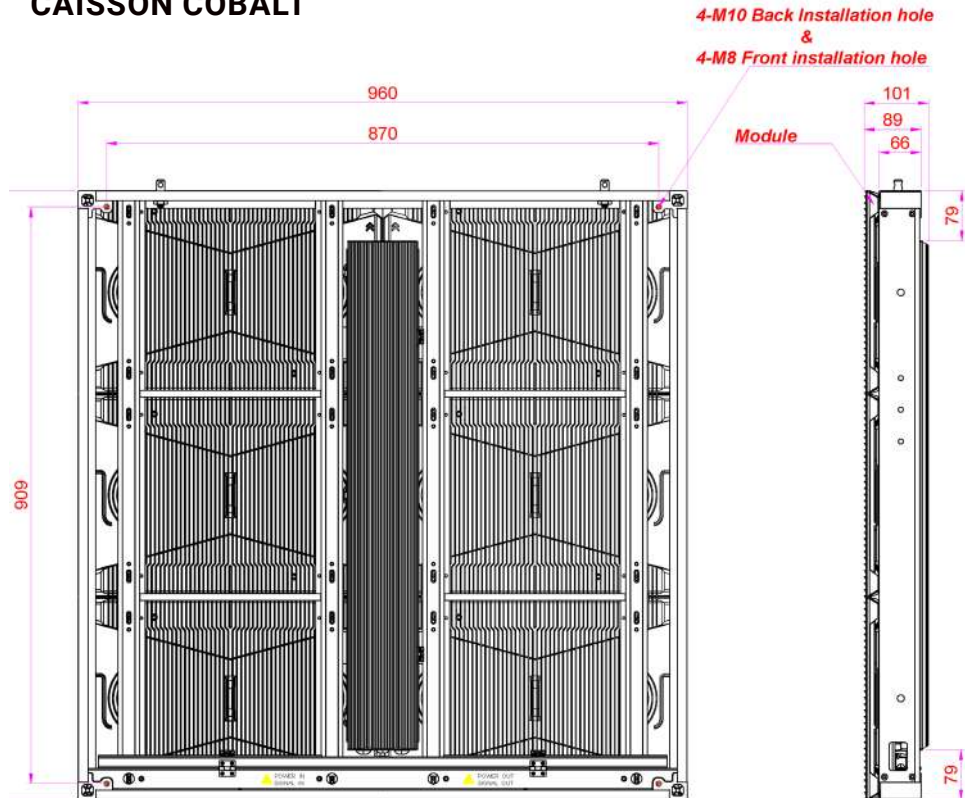 CAISSON COBALT
4-M10 Back Installation hole
&
4-M8 Front installation hole
960
870
101
89
66
Module
79
909
79
POWER IN
SIGNAL IN
POWER OUT
SIGNAL OUT